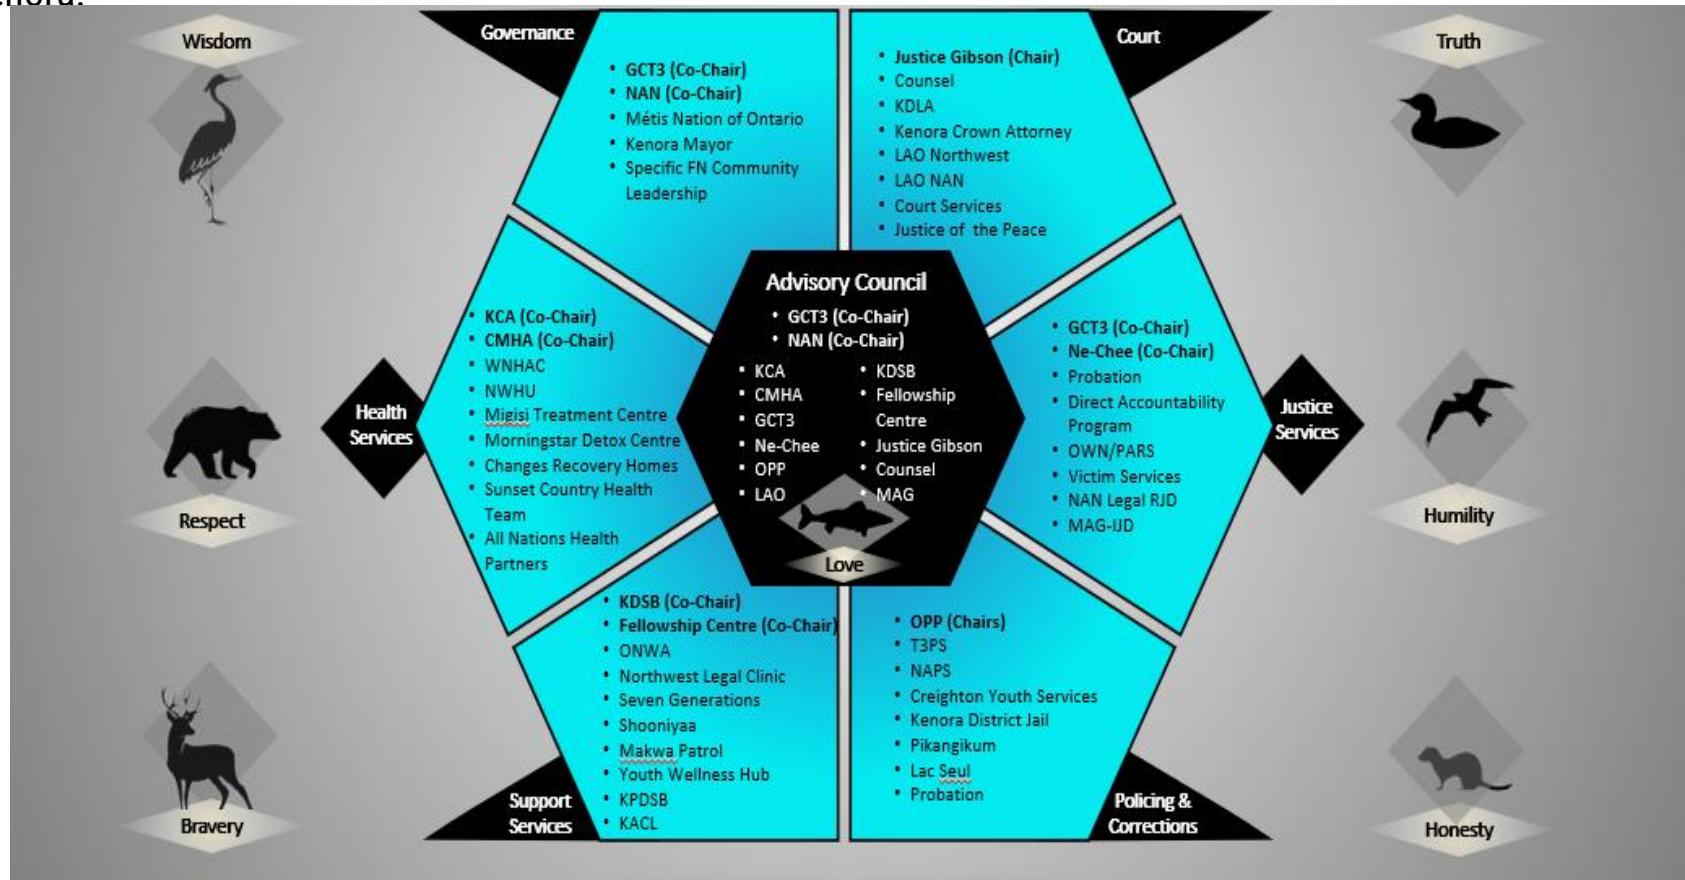 Wisdom
Governance
• GCT3 (Co-Chair)
• NAN (Co-Chair)
• Métis Nation of Ontario
• Kenora Mayor
• Specific FN Community
Leadership
Court
• Justice Gibson (Chair)
• Counsel
• KDLA
• Kenora Crown Attorney
• LAO Northwest
• LAO NAN
• Court Services
• Justice of the Peace
Truth
Respect
Health
Services
• KCA (Co-Chair)
• CMHA (Co-Chair)
• WNHAC
• NWHU
• Migisi Treatment Centre
• Morningstar Detox Centre
• Changes Recovery Homes
• Sunset Country Health
Team
• All Nations Health
Partners
Advisory Council
• GCT3 (Co-Chair)
• NAN (Co-Chair)
• KCA
• CMHA
• GCT3
• Ne-Chee
• OPP
• LAO
• KDSB
• Fellowship
Centre
• Justice Gibson
• Counsel
• MAG
Love
• GCT3 (Co-Chair)
• Ne-Chee (Co-Chair)
• Probation
• Direct Accountability
Program
• OWN/PARS
• Victim Services
• NAN Legal RJD
• MAG-IJD
Justice
Services
Humility
Bravery
Support
Services
• KDSB (Co-Chair)
• Fellowship Centre (Co-Chair)
• ONWA
• Northwest Legal Clinic
• Seven Generations
• Shooniyaa
• Makwa Patrol
• Youth Wellness Hub
• KPDSB
• KACL
• OPP (Chairs)
• T3PS
• NAPS
• Creighton Youth Services
• Kenora District Jail
• Pikangikum
• Lac Seul
• Probation
Policing &
Corrections
Honesty